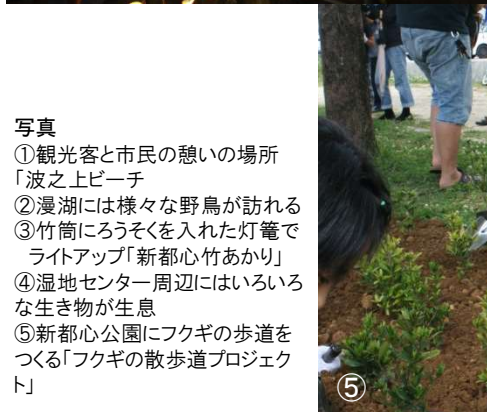 写真
①観光客と市民の憩いの場所
「波之上ビーチ
②漫湖には様々な野鳥が訪れる
③竹筒にろうそくを入れた灯篭で
ライトアップ「新都心竹あかり」
④湿地センター周辺にはいろいろ
な生き物が生息
⑤新都心公園にフクギの歩道を
つくる「フクギの散歩道プロジェク
ト」
⑤